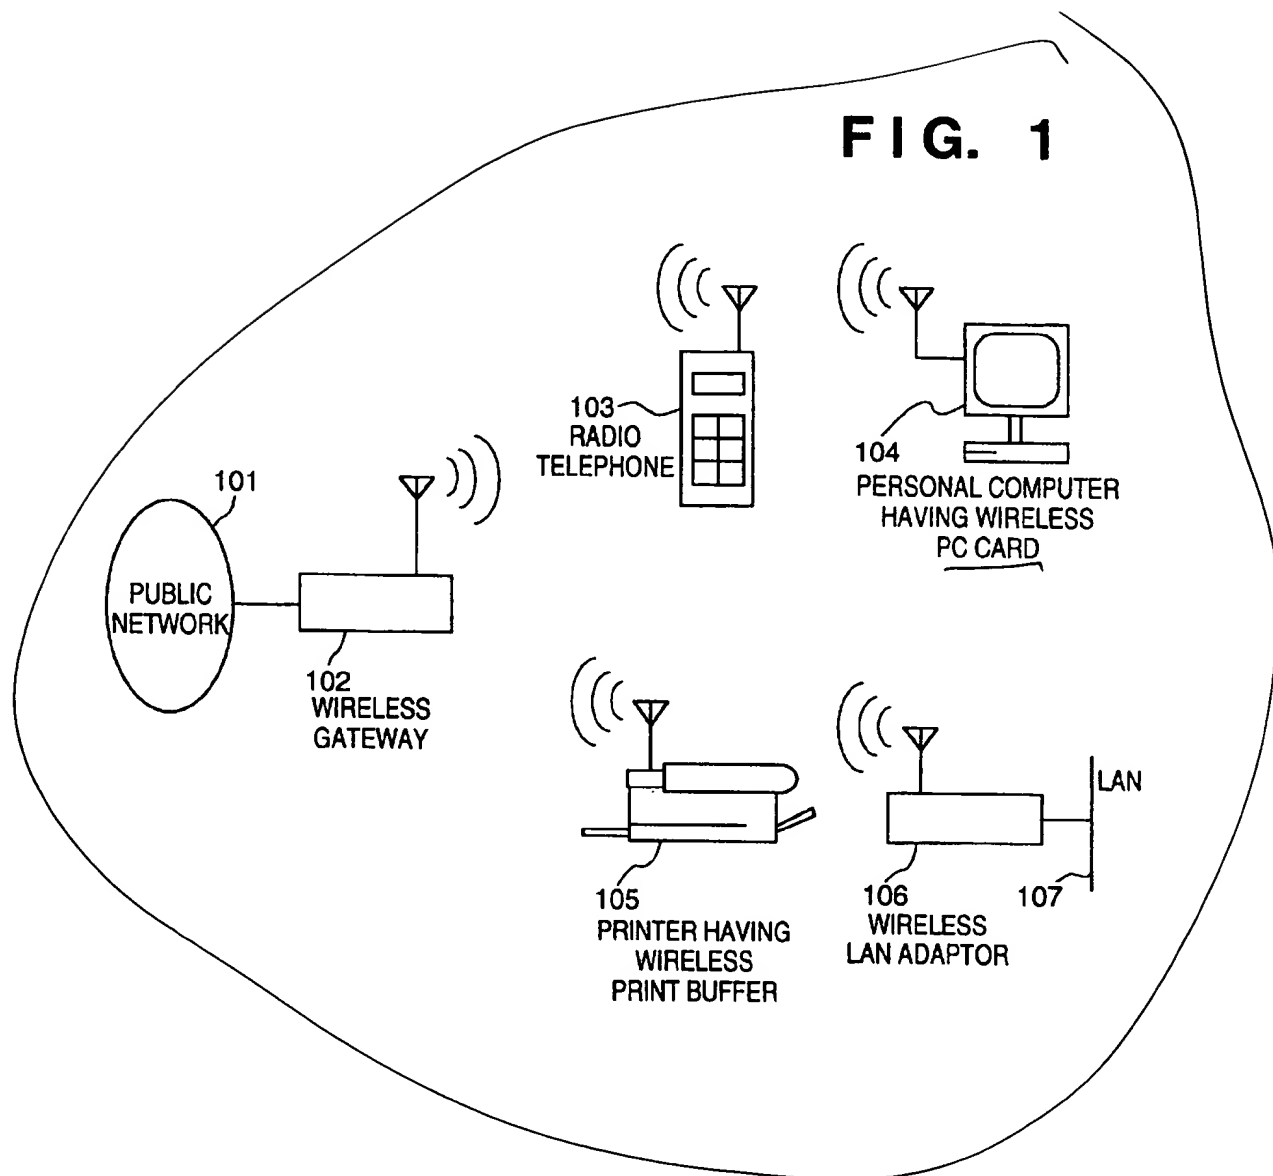 FIG. 1
103
RADIO
TELEPHONE
104
PERSONAL COMPUTER
HAVING WIRELESS
PC CARD
101
PUBLIC
NETWORK
102
WIRELESS
GATEWAY
105
PRINTER HAVING
WIRELESS
PRINT BUFFER
106
WIRELESS
LAN ADAPTOR
LAN
107